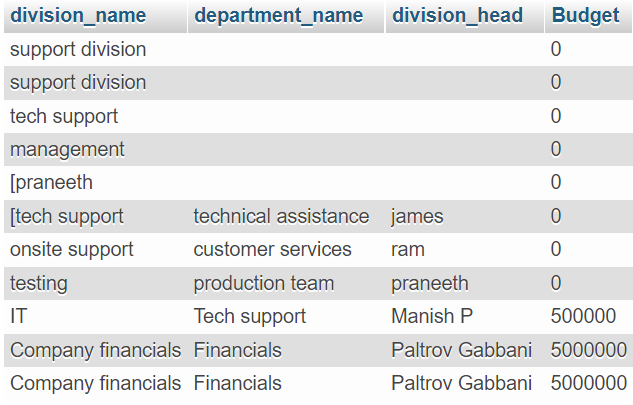 division_name department_name division_head Budget
support division 0
support division 0
tech support 0
management 0
[praneeth 0
[tech support technical assistance james 0
onsite support customer services ram 0
testing production team praneeth 0
IT Tech support Manish P 500000
Company financials Financials Paltrov Gabbani 5000000
Company financials Financials Paltrov Gabbani 5000000